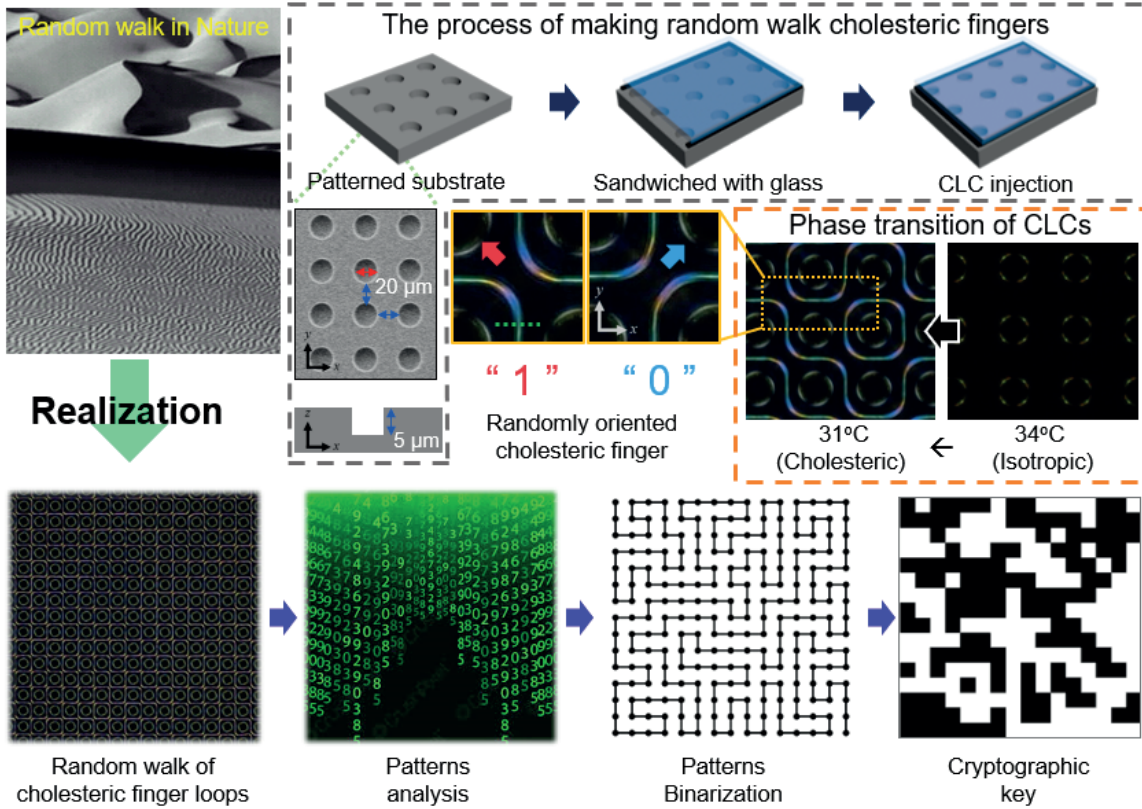 Random walk in Nature
The process of making random walk cholesteric fingers
Patterned substrate
Sandwiched with glass
CLC injection
20 μm
y
x
z
x
5 μm
y
x
“ 1 ”
“ 0 ”
Randomly oriented
cholesteric finger
Phase transition of CLCs
31ºC
(Cholesteric)
←
34ºC
(Isotropic)
Realization
Random walk of
cholesteric finger loops
Patterns
analysis
Patterns
Binarization
Cryptographic
key